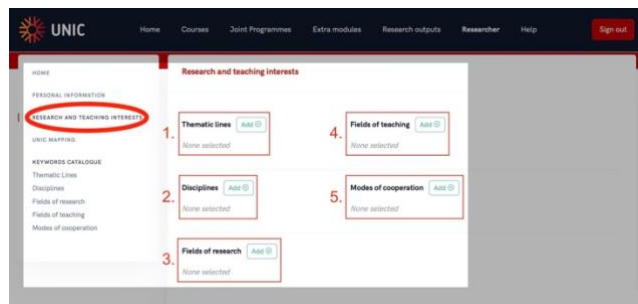 UNIC
Home Courses Joint Programmes Extra modules Research outputs Researcher Help Sign out
HOME
PERSONAL INFORMATION
RESEARCH AND TEACHING INTERESTS
UNIC MAPPING
KEYWORDS CATALOGUE
Thematic Lines
Disciplines
Fields of research
Fields of teaching
Modes of cooperation
Research and teaching interests
1. Thematic lines Add
None selected
2. Disciplines Add
None selected
3. Fields of research Add
None selected
4. Fields of teaching Add
None selected
5. Modes of cooperation Add
None selected